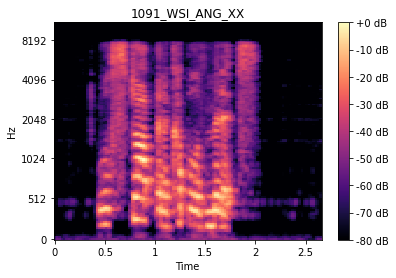 1091_WSI_ANG_XX
8192
4096
2048
1024
512
0
Hz
0 0.5 1 1.5 2 2.5
Time
+0 dB
-10 dB
-20 dB
-30 dB
-40 dB
-50 dB
-60 dB
-70 dB
-80 dB